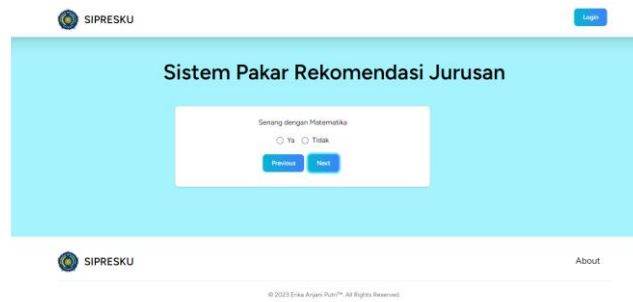 SIPRESKU
Login
Sistem Pakar Rekomendasi Jurusan
Senang dengan Matematika
Ya Tidak
Previous Next
SIPRESKU
About
© 2023 Erika Anjani Putri™. All Rights Reserved.